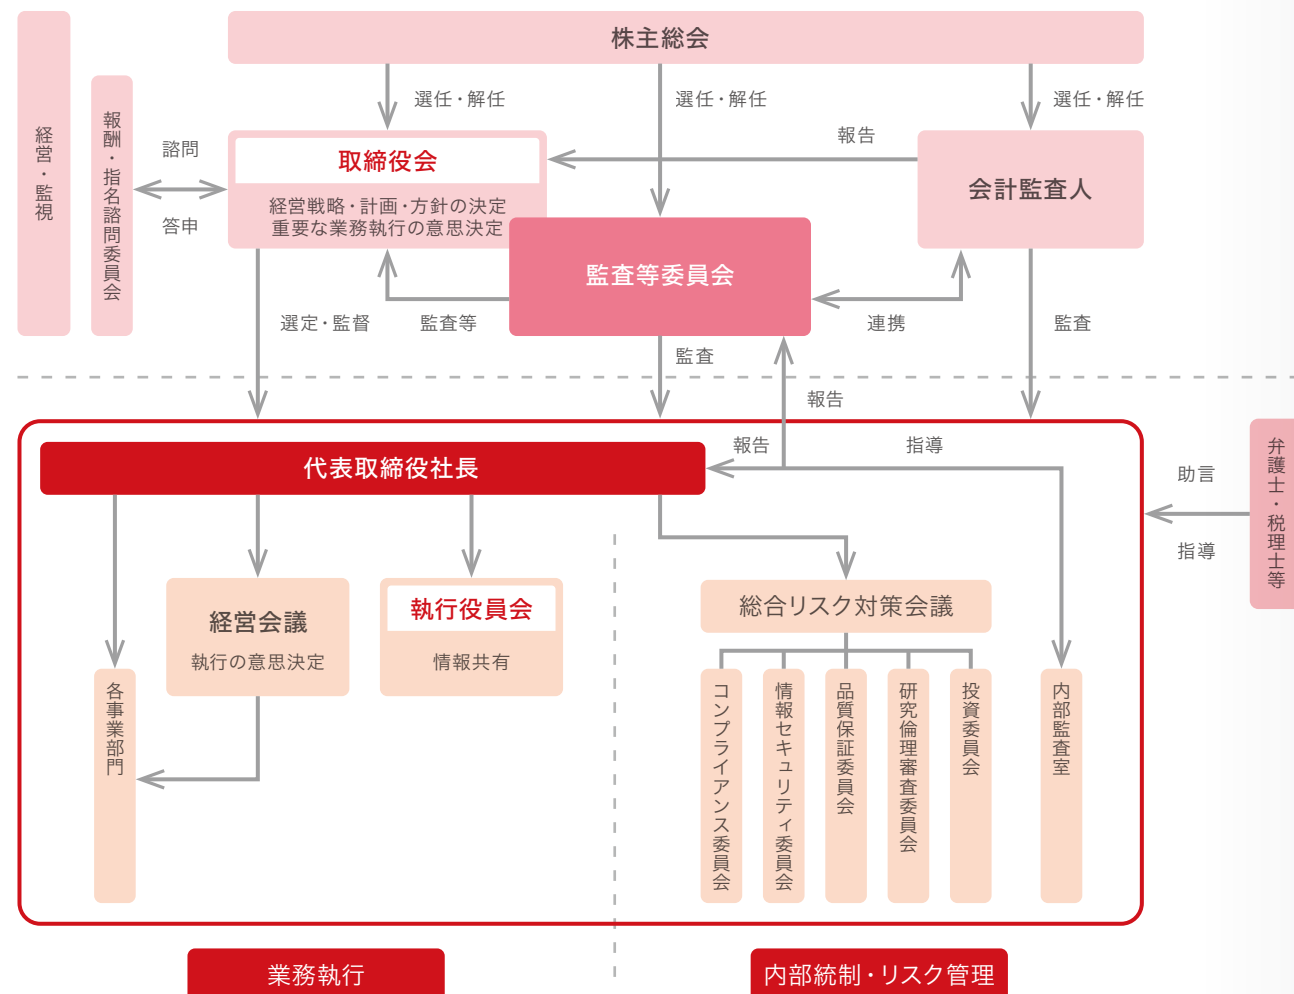 株主総会
経営・監視
報酬・指名諮問委員会
選任・解任
選任・解任
選任・解任
諮問
答申
取締役会
経営戦略・計画・方針の決定
重要な業務執行の意思決定
報告
会計監査人
監査等委員会
選定・監督
監査等
連携
監査
監査
報告
代表取締役社長
報告
指導
助言
指導
弁護士・税理士等
経営会議
執行の意思決定
執行役員会
情報共有
総合リスク対策会議
各事業部門
コンプライアンス委員会
情報セキュリティ委員会
品質保証委員会
研究倫理審査委員会
投資委員会
内部監査室
業務執行
内部統制・リスク管理